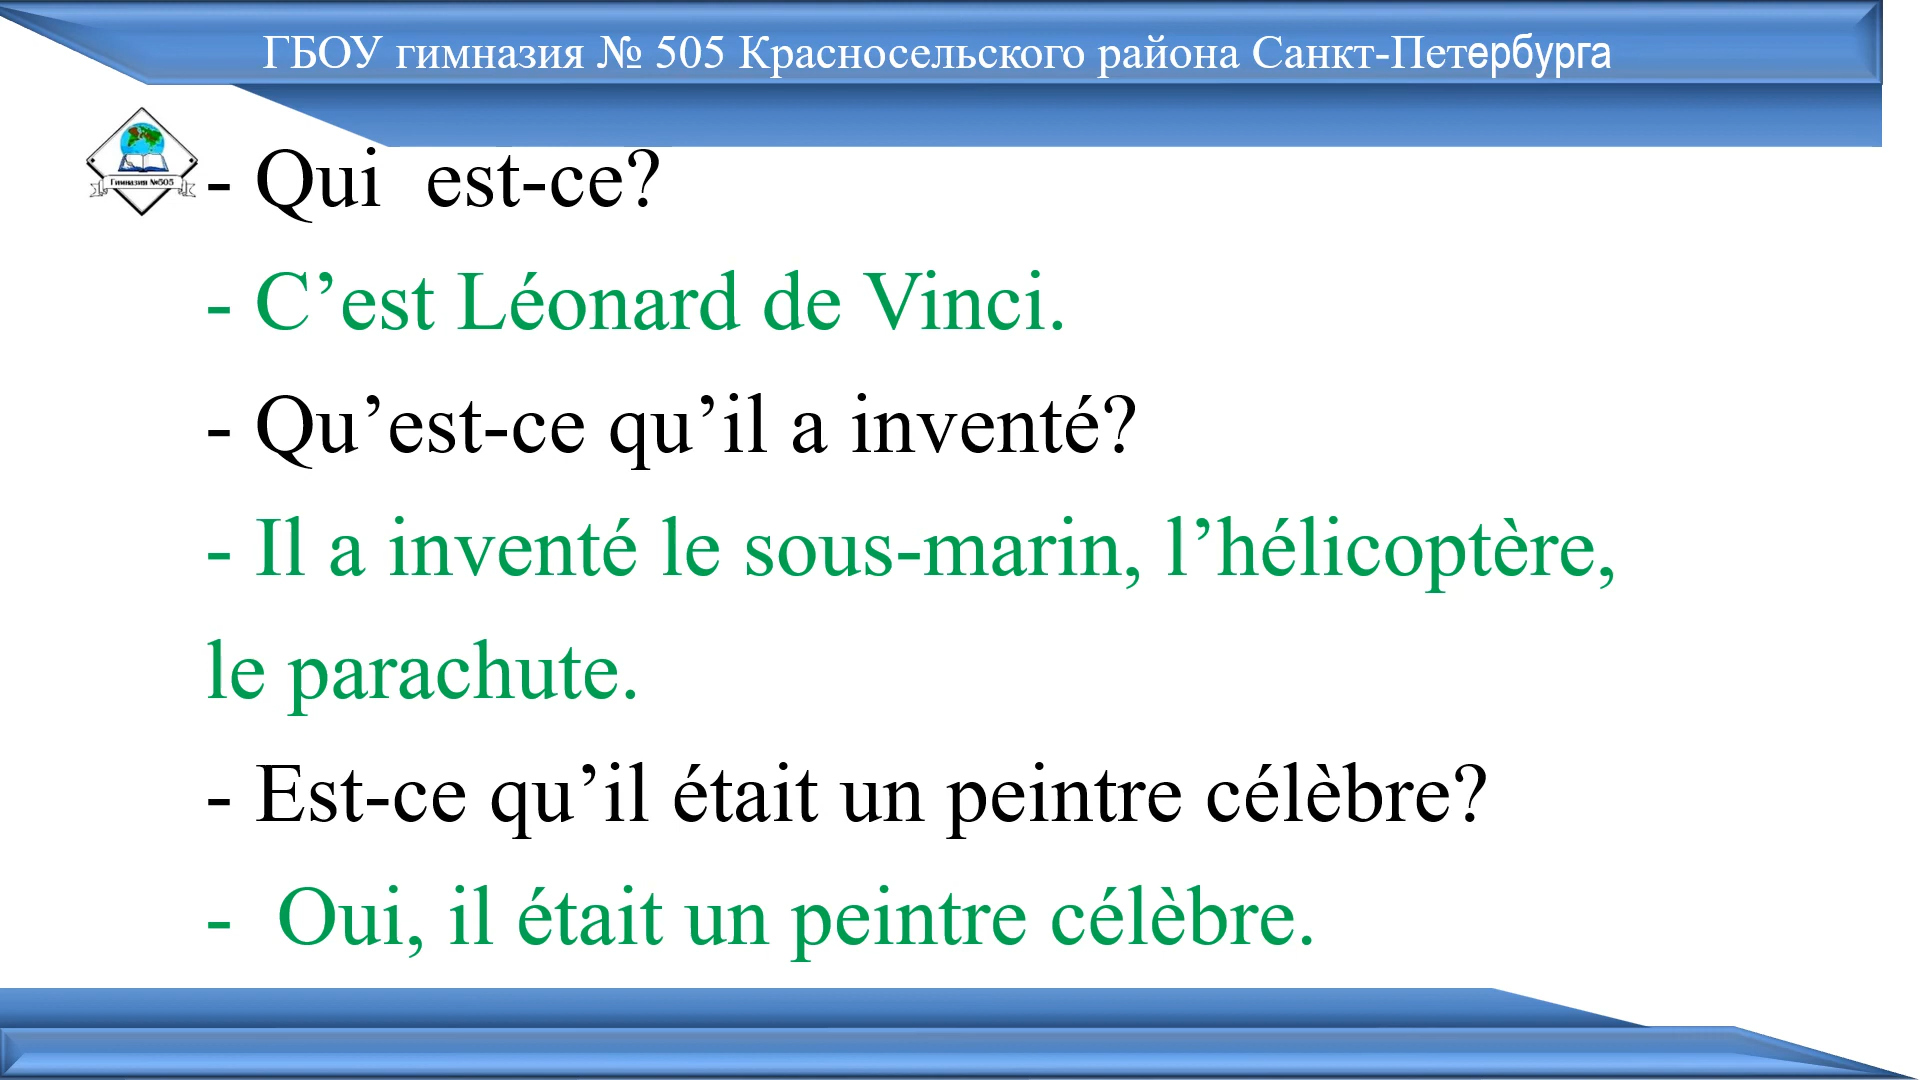 ГБОУ гимназия № 505 Красносельского района Санкт-Петербурга
Гимназия №505
- Qui  est-ce?
- C’est Léonard de Vinci.
- Qu’est-ce qu’il a inventé?
- Il a inventé le sous-marin, l’hélicoptère,
le parachute.
- Est-ce qu’il était un peintre célèbre?
-  Oui, il était un peintre célèbre.